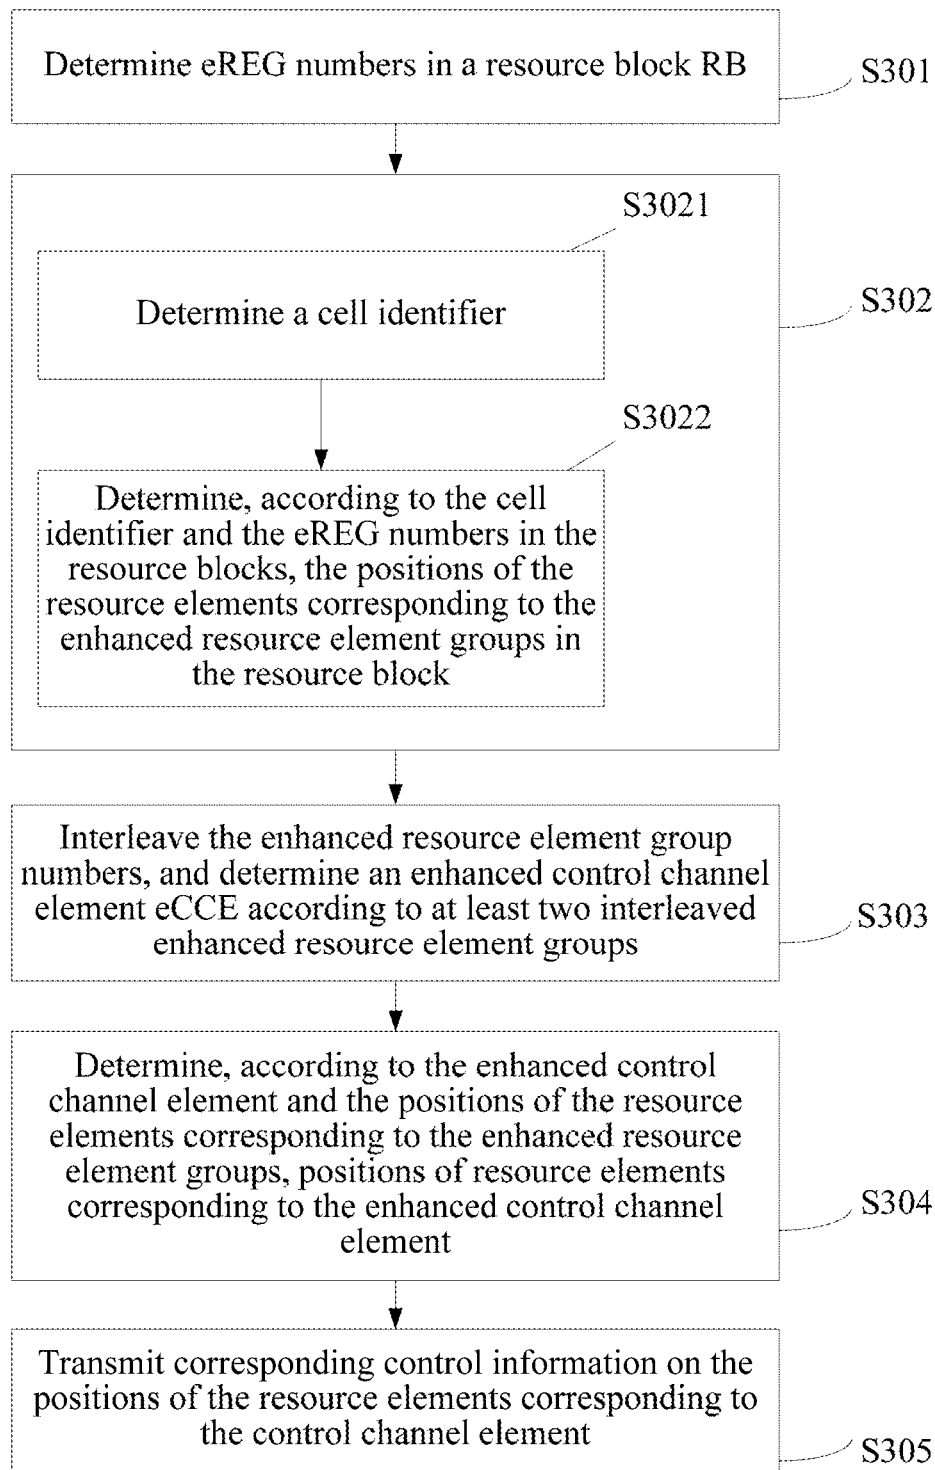 Determine eREG numbers in a resource block RB
S301
S3021
Determine a cell identifier
S302
S3022
Determine, according to the cell
identifier and the eREG numbers in the
resource blocks, the positions of the
resource elements corresponding to the
enhanced resource element groups in
the resource block
Interleave the enhanced resource element group
numbers, and determine an enhanced control channel
element eCCE according to at least two interleaved
enhanced resource element groups
S303
Determine, according to the enhanced control
channel element and the positions of the resource
elements corresponding to the enhanced resource
element groups, positions of resource elements
corresponding to the enhanced control channel
element
S304
Transmit corresponding control information on the
positions of the resource elements corresponding to
the control channel element
S305